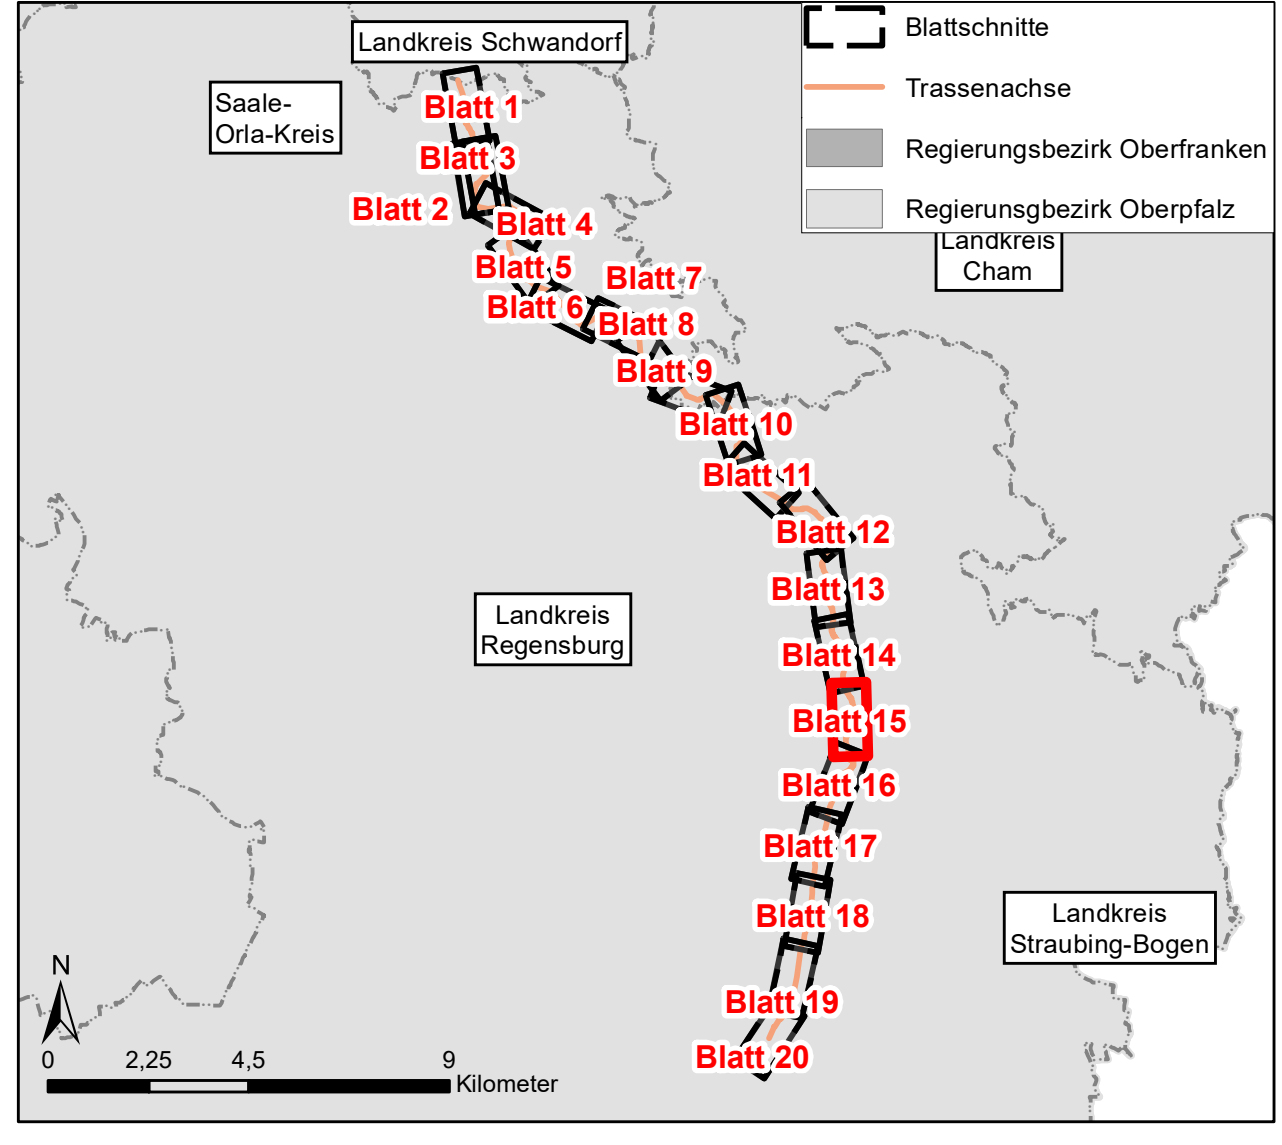 Landkreis Schwandorf
Saale-
Orla-Kreis
Blattschnitte
Trassenachse
Regierungsbezirk Oberfranken
Regierunsgbezirk Oberpfalz
Landkreis
Cham
Blatt 1
Blatt 3
Blatt 2
Blatt 4
Blatt 5
Blatt 7
Blatt 6
Blatt 8
Blatt 9
Blatt 10
Blatt 11
Blatt 12
Blatt 13
Landkreis
Regensburg
Blatt 14
Blatt 15
Blatt 16
Blatt 17
Blatt 18
Landkreis
Straubing-Bogen
Blatt 19
Blatt 20
N
0 2,25 4,5 9
Kilometer